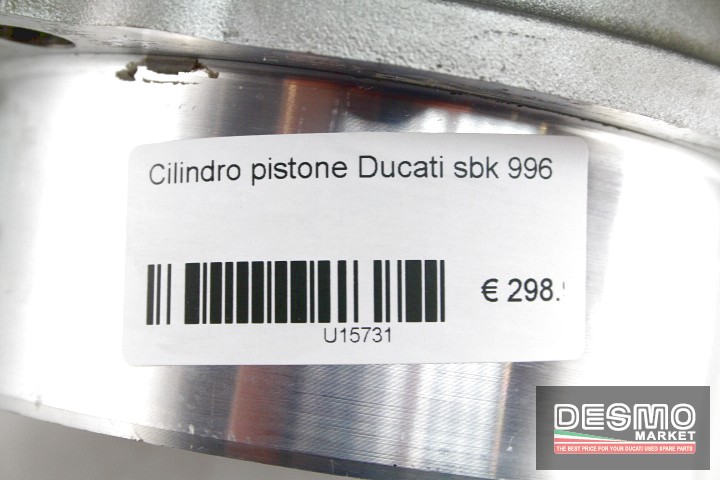 Cilindro pistone Ducati sbk 996
€ 298.
U15731
DESMO
MARKET
THE BEST PRICE FOR YOUR DUCATI USED SPARE PARTS